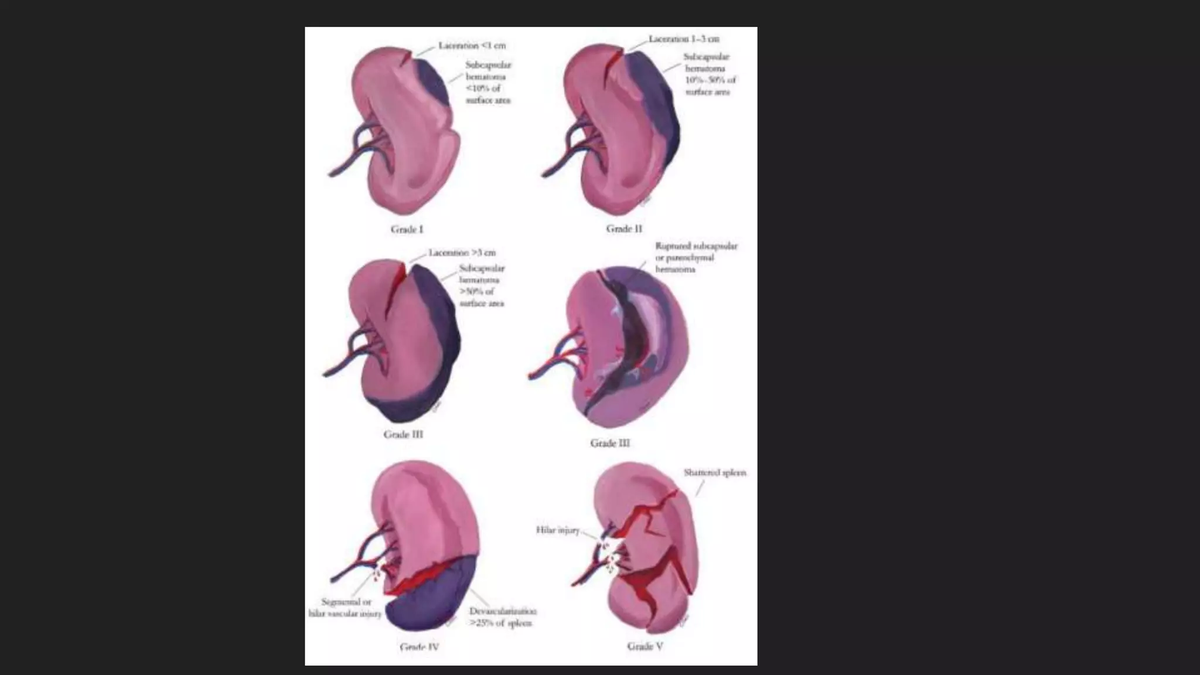 Laceration <1 cm
Subcapsular
hematoma
<10% of
surface area
Grade I
Laceration 1–3 cm
Subcapsular
hematoma
10%–50% of
surface area
Grade II
Laceration >3 cm
Subcapsular
hematoma
>50% of
surface area
Grade III
Ruptured subcapsular
or parenchymal
hematoma
Grade III
Segmental or
hilar vascular injury
Devascularization
>25% of spleen
Grade IV
Shattered spleen
Hilar injury
Grade V